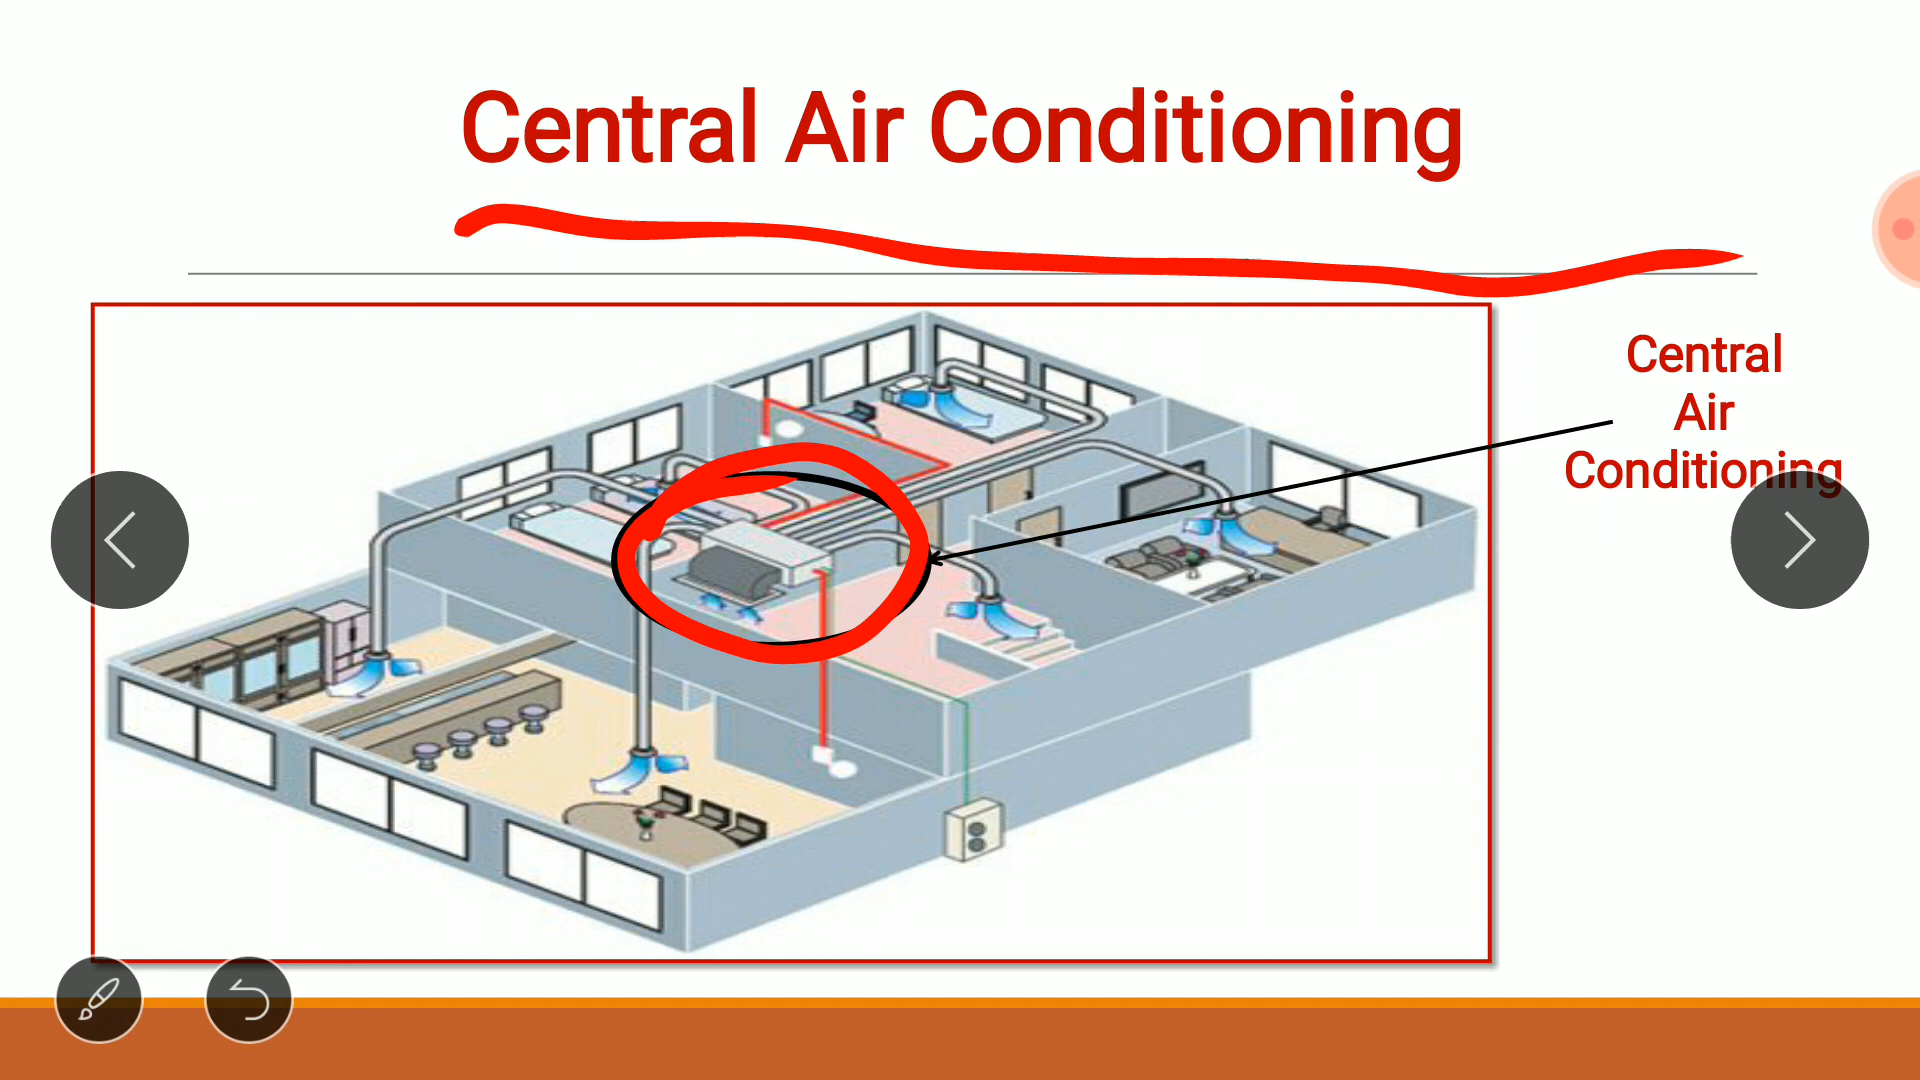 Central Air Conditioning
Central
Air
Conditioning